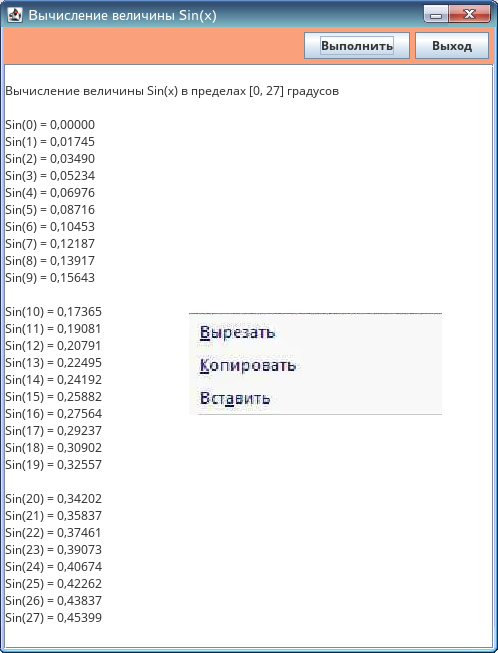 Вычисление величины Sin(x)
Выполнить
Выход
Вычисление величины Sin(x) в пределах [0, 27] градусов
Sin(0) = 0,00000
Sin(1) = 0,01745
Sin(2) = 0,03490
Sin(3) = 0,05234
Sin(4) = 0,06976
Sin(5) = 0,08716
Sin(6) = 0,10453
Sin(7) = 0,12187
Sin(8) = 0,13917
Sin(9) = 0,15643
Sin(10) = 0,17365
Sin(11) = 0,19081
Sin(12) = 0,20791
Sin(13) = 0,22495
Sin(14) = 0,24192
Sin(15) = 0,25882
Sin(16) = 0,27564
Sin(17) = 0,29237
Sin(18) = 0,30902
Sin(19) = 0,32557
Вырезать
Копировать
Вставить
Sin(20) = 0,34202
Sin(21) = 0,35837
Sin(22) = 0,37461
Sin(23) = 0,39073
Sin(24) = 0,40674
Sin(25) = 0,42262
Sin(26) = 0,43837
Sin(27) = 0,45399